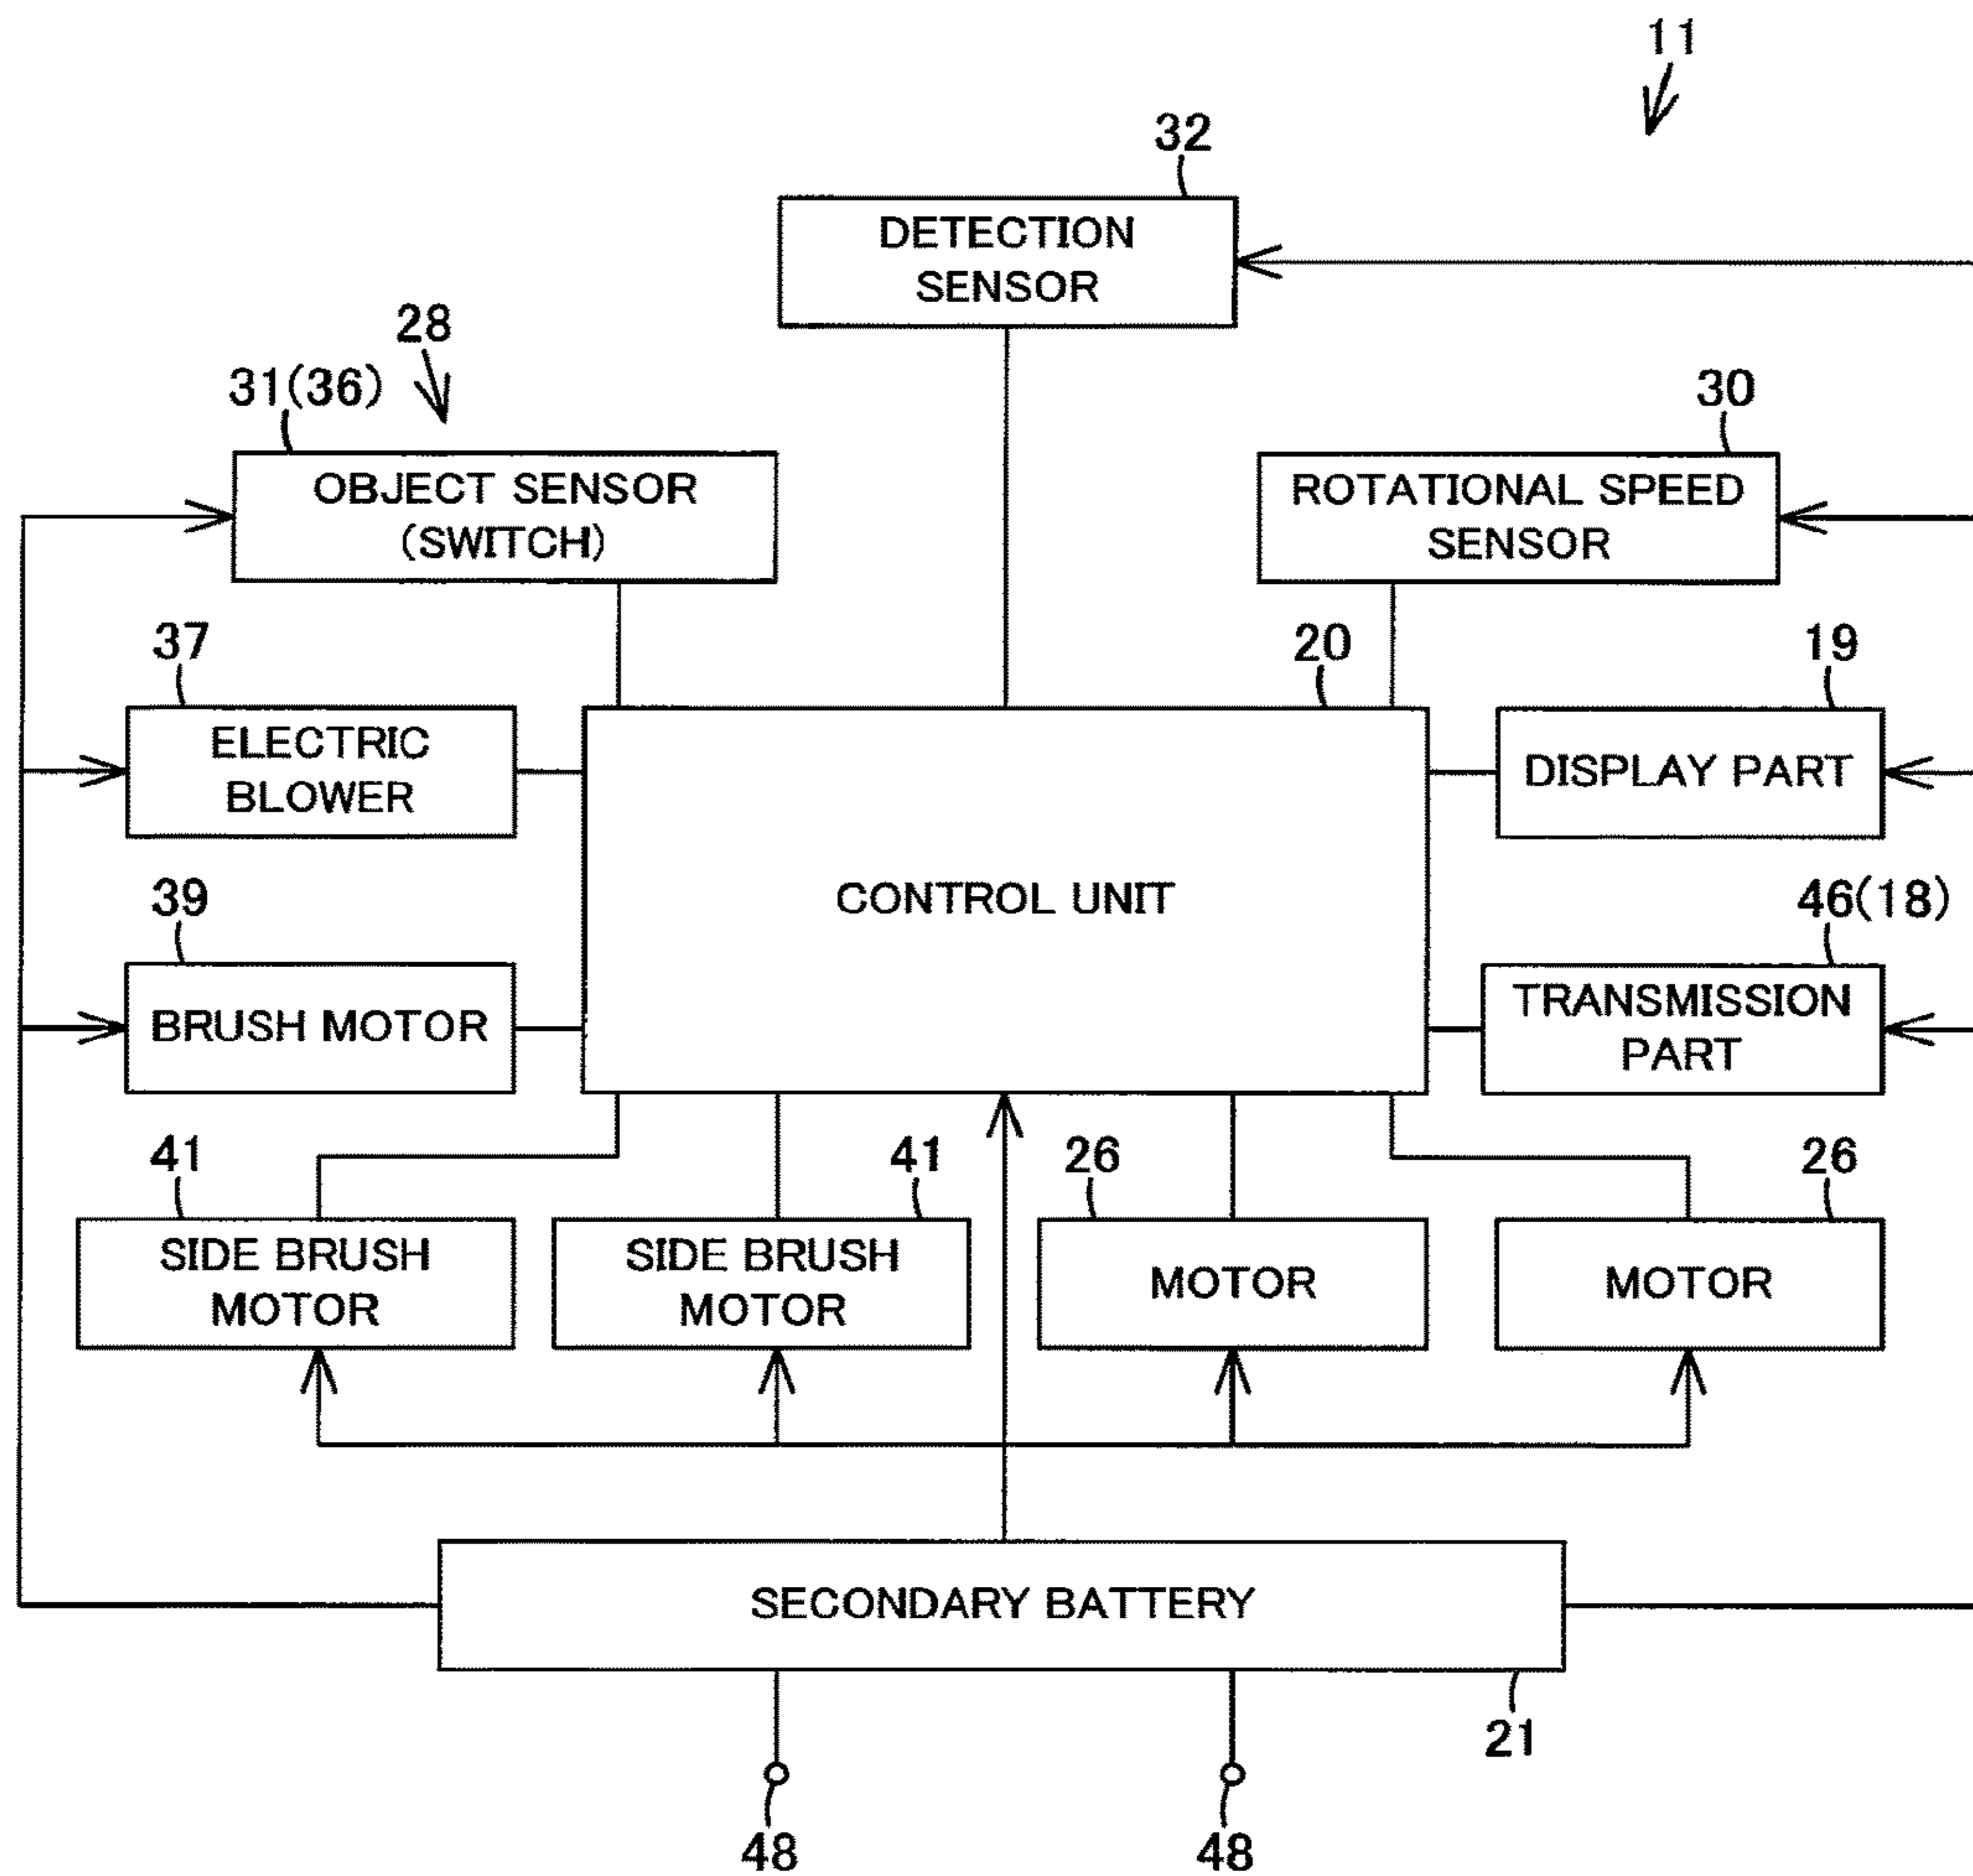 11
32
DETECTION
SENSOR
28
31(36)
OBJECT SENSOR
(SWITCH)
30
ROTATIONAL SPEED
SENSOR
37
ELECTRIC
BLOWER
20
CONTROL UNIT
19
DISPLAY PART
39
BRUSH MOTOR
46(18)
TRANSMISSION
PART
41
SIDE BRUSH
MOTOR
41
SIDE BRUSH
MOTOR
26
MOTOR
26
MOTOR
SECONDARY BATTERY
21
48
48